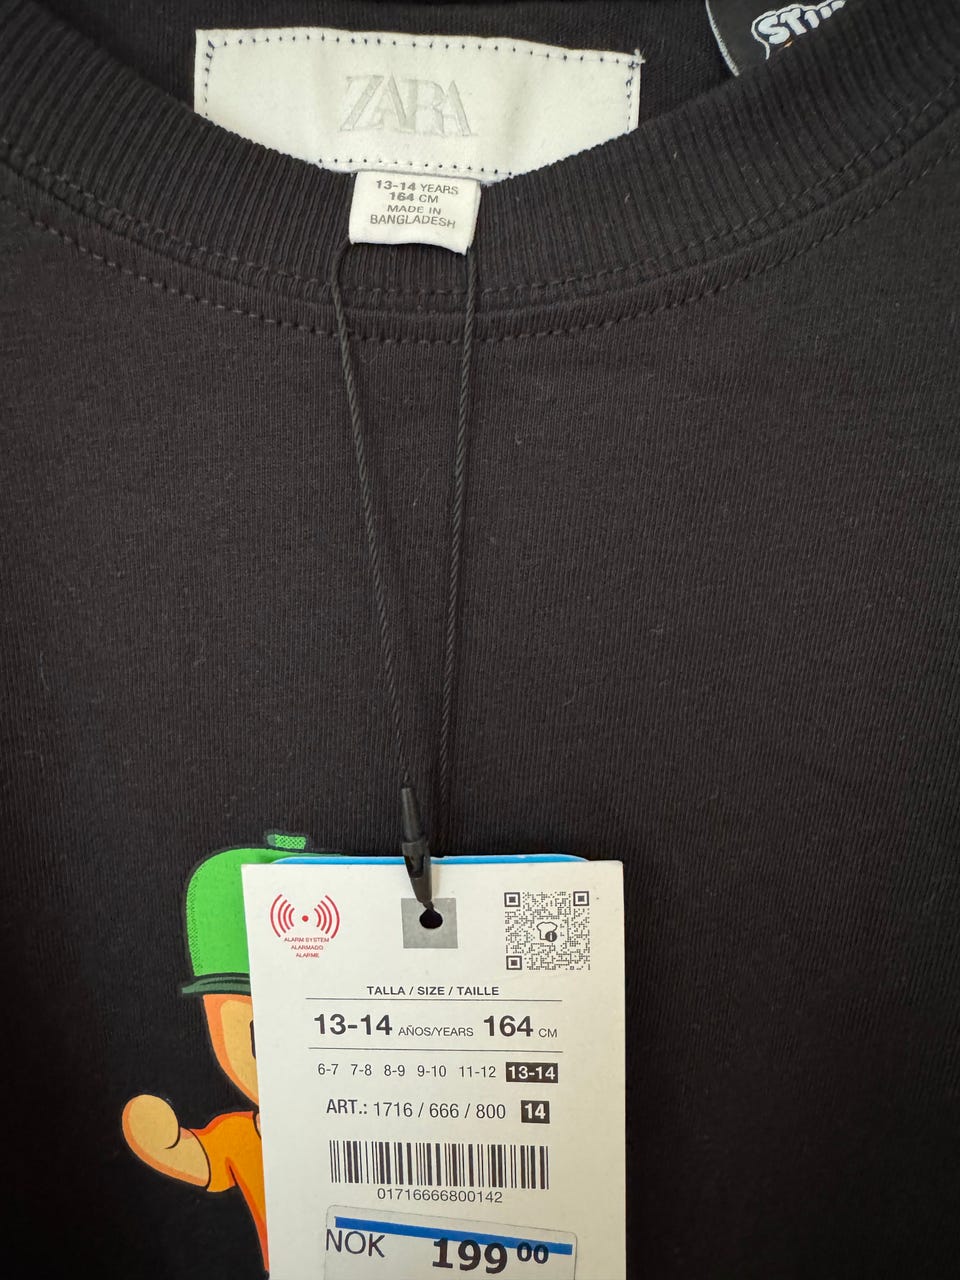 ZARA
13-14 YEARS
164 CM
MADE IN
BANGLADESH
ALARM SYSTEM
ALARMADO
ALARME
TALLA / SIZE / TAILLE
13-14 AÑOS/YEARS 164 CM
6-7 7-8 8-9 9-10 11-12 13-14
ART.: 1716 / 666 / 800 14
01716666800142
NOK 199 00